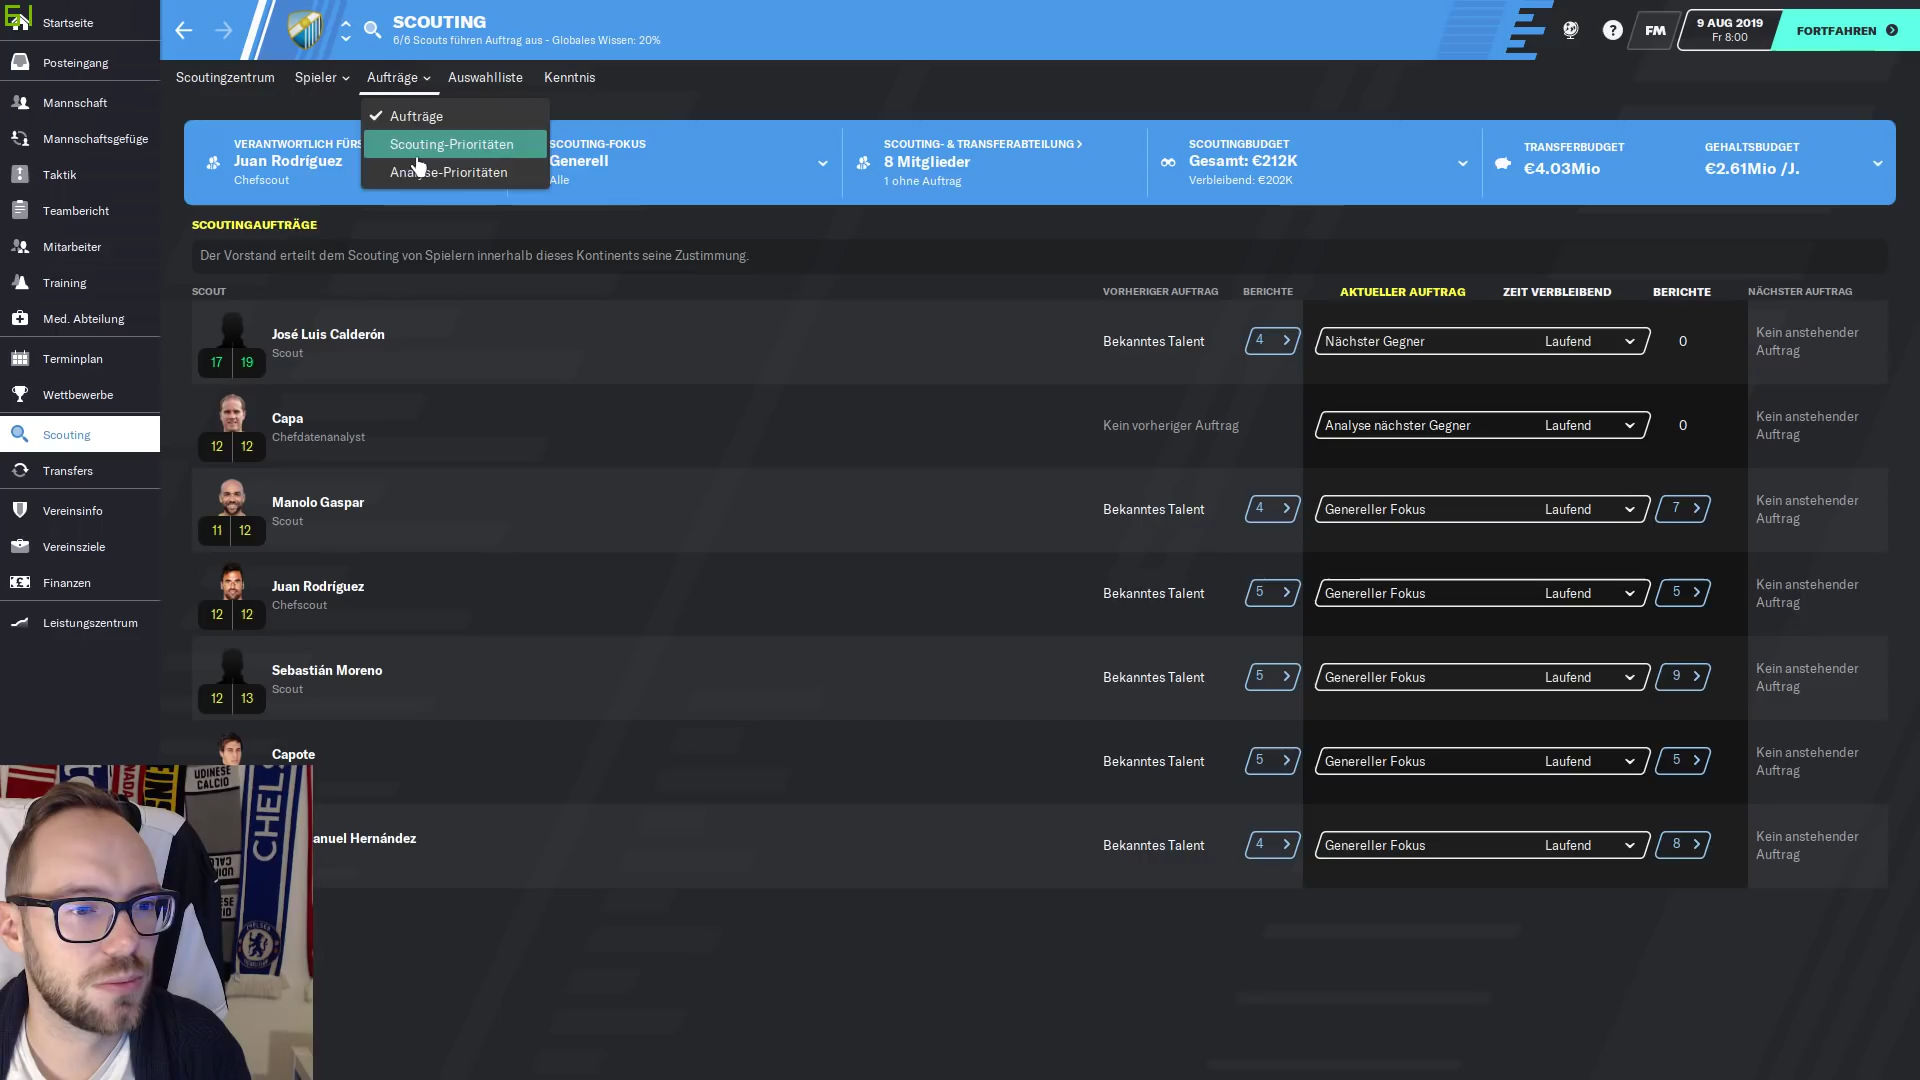 Startseite
Posteingang
Mannschaft
Mannschaftsgefüge
Taktik
Teambericht
Mitarbeiter
Training
Med. Abteilung
Terminplan
Wettbewerbe
Scouting
Transfers
Vereinsinfo
Vereinsziele
Finanzen
Leistungszentrum
SCOUTING
6/6 Scouts führen Auftrag aus - Globales Wissen: 20%
FM
9 AUG 2019
Fr 8:00
FORTFAHREN
Scoutingzentrum Spieler Aufträge Auswahlliste Kenntnis
Aufträge
Scouting-Prioritäten
VERANTWORTLICH FÜRS
Juan Rodríguez
Chefscout
SCOUTING-FOKUS
Generell
Alle
SCOUTING- & TRANSFERABTEILUNG >
8 Mitglieder
1 ohne Auftrag
SCOUTINGBUDGET
Gesamt: €212K
Verbleibend: €202K
TRANSFERBUDGET
€4.03Mio
GEHALTSBUDGET
€2.61Mio /J.
SCOUTINGAUFTRÄGE
Der Vorstand erteilt dem Scouting von Spielern innerhalb dieses Kontinents seine Zustimmung.
SCOUT VORHERIGER AUFTRAG BERICHTE AKTUELLER AUFTRAG ZEIT VERBLEIBEND BERICHTE NÄCHSTER AUFTRAG
José Luis Calderón
Scout
17 19
Bekanntes Talent 4 Nächster Gegner Laufend 0
Kein anstehender
Auftrag
Capa
Chefdatenanalyst
12 12
Kein vorheriger Auftrag Analyse nächster Gegner Laufend 0
Kein anstehender
Auftrag
Manolo Gaspar
Scout
11 12
Bekanntes Talent 4 Genereller Fokus Laufend 7
Kein anstehender
Auftrag
Juan Rodríguez
Chefscout
12 12
Bekanntes Talent 5 Genereller Fokus Laufend 5
Kein anstehender
Auftrag
Sebastián Moreno
Scout
12 13
Bekanntes Talent 5 Genereller Fokus Laufend 9
Kein anstehender
Auftrag
Capote
Bekanntes Talent 5 Genereller Fokus Laufend 5
Kein anstehender
Auftrag
anuel Hernández
Bekanntes Talent 4 Genereller Fokus Laufend 8
Kein anstehender
Auftrag
UDINESE
CALCIO
CHELS